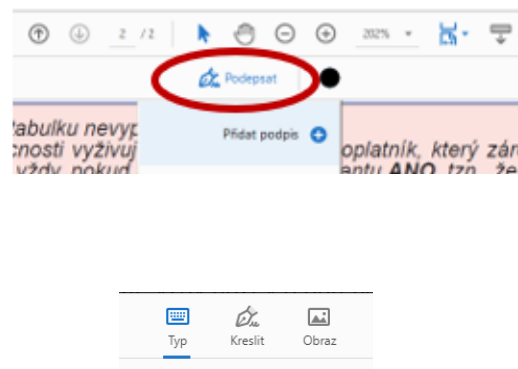 2 / 2 202%
Podepsat
Přidat podpis
tabulku nevyp
cnosti vyživuj oplatník, který zár
vždy pokud antu ANO tzn. že
Typ Kreslit Obraz